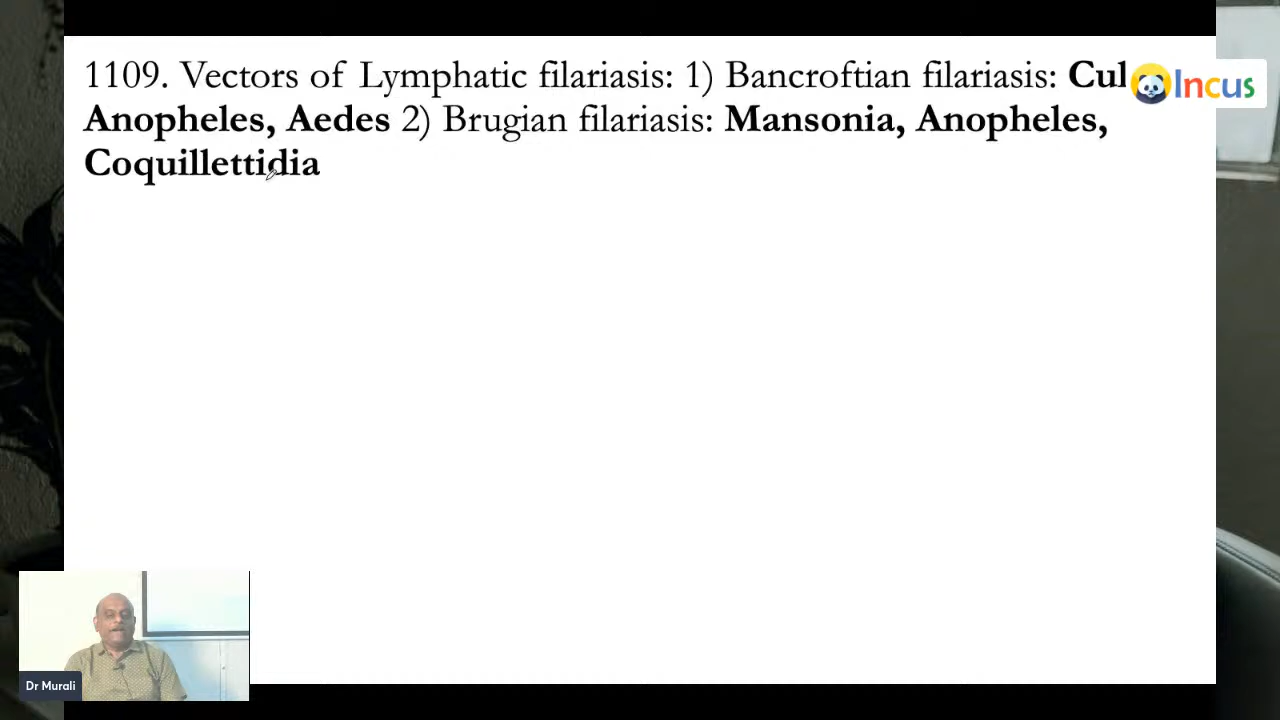 1109. Vectors of Lymphatic filariasis: 1) Bancroftian filariasis:
Anopheles, Aedes 2) Brugian filariasis: Mansonia, Anopheles,
Coquillettidia
Incus
Dr Murali